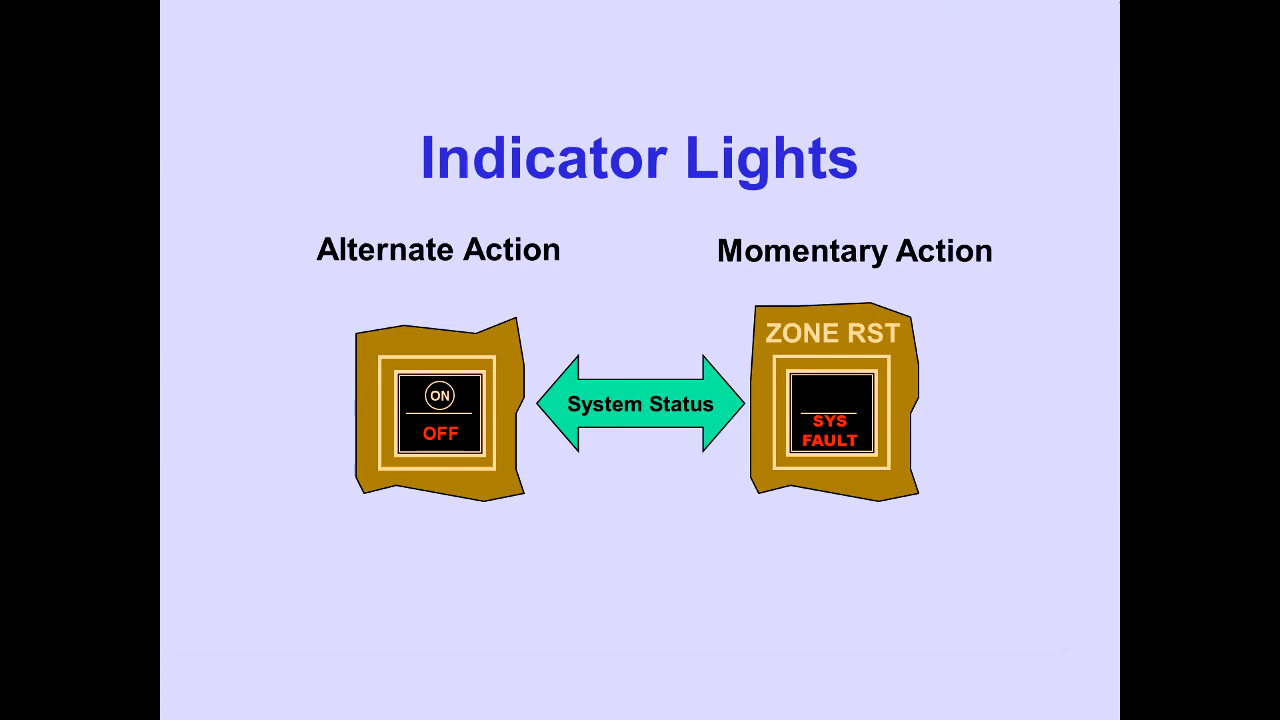 Indicator Lights
Alternate Action
Momentary Action
ZONE RST
ON
OFF
System Status
SYS
FAULT